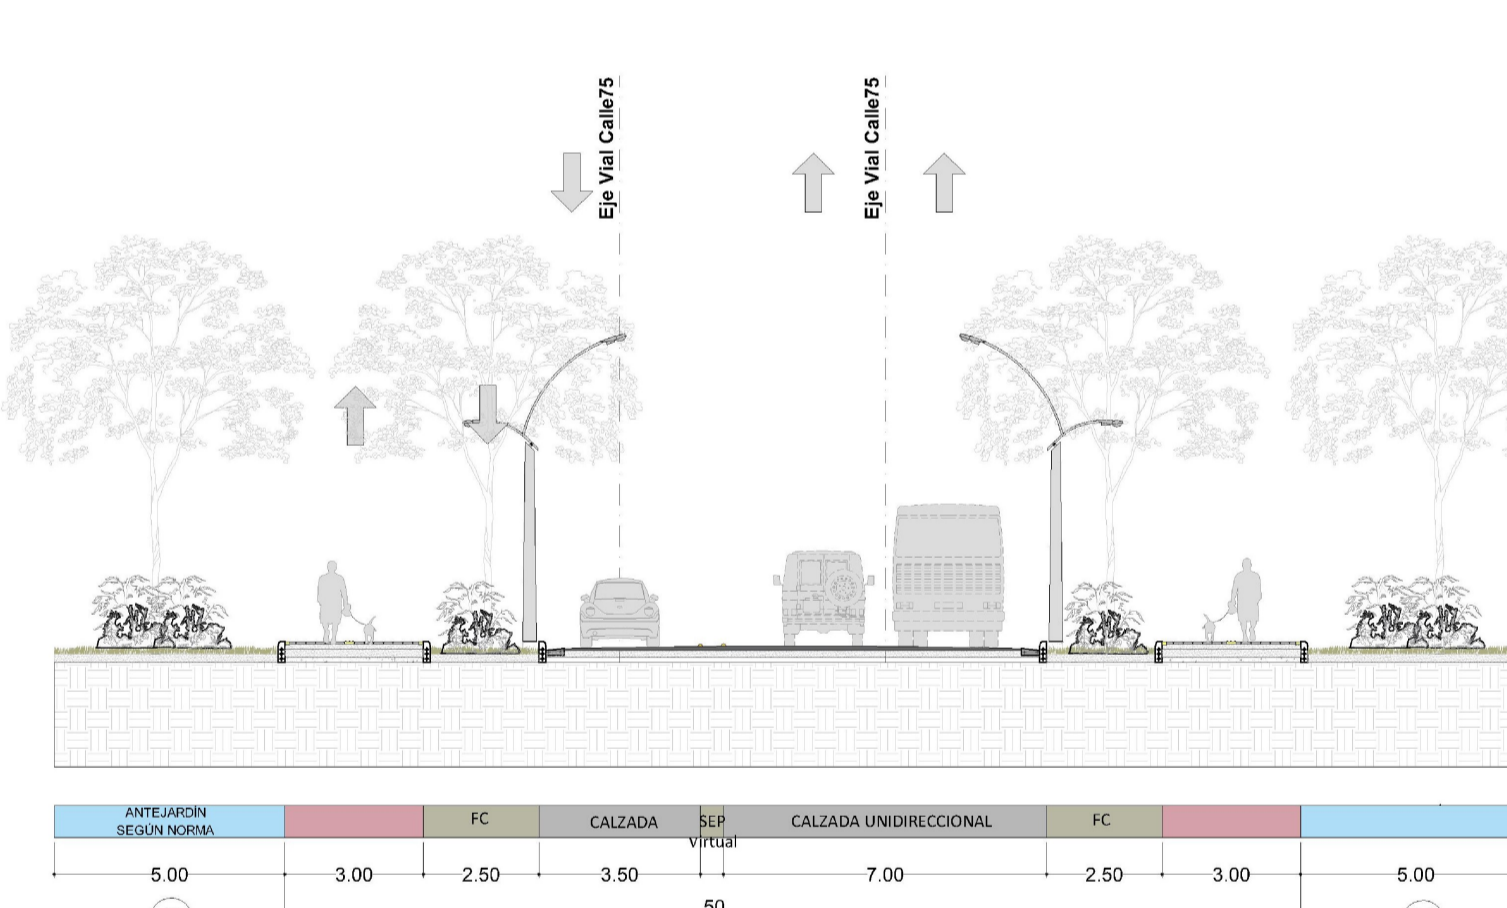 Eje Vial Calle75
Eje Vial Calle75
ANTEJARDÍN
SEGÚN NORMA
FC
CALZADA
SEP
Virtual
CALZADA UNIDIRECCIONAL
FC
5.00
3.00
2.50
3.50
7.00
2.50
3.00
5.00
50